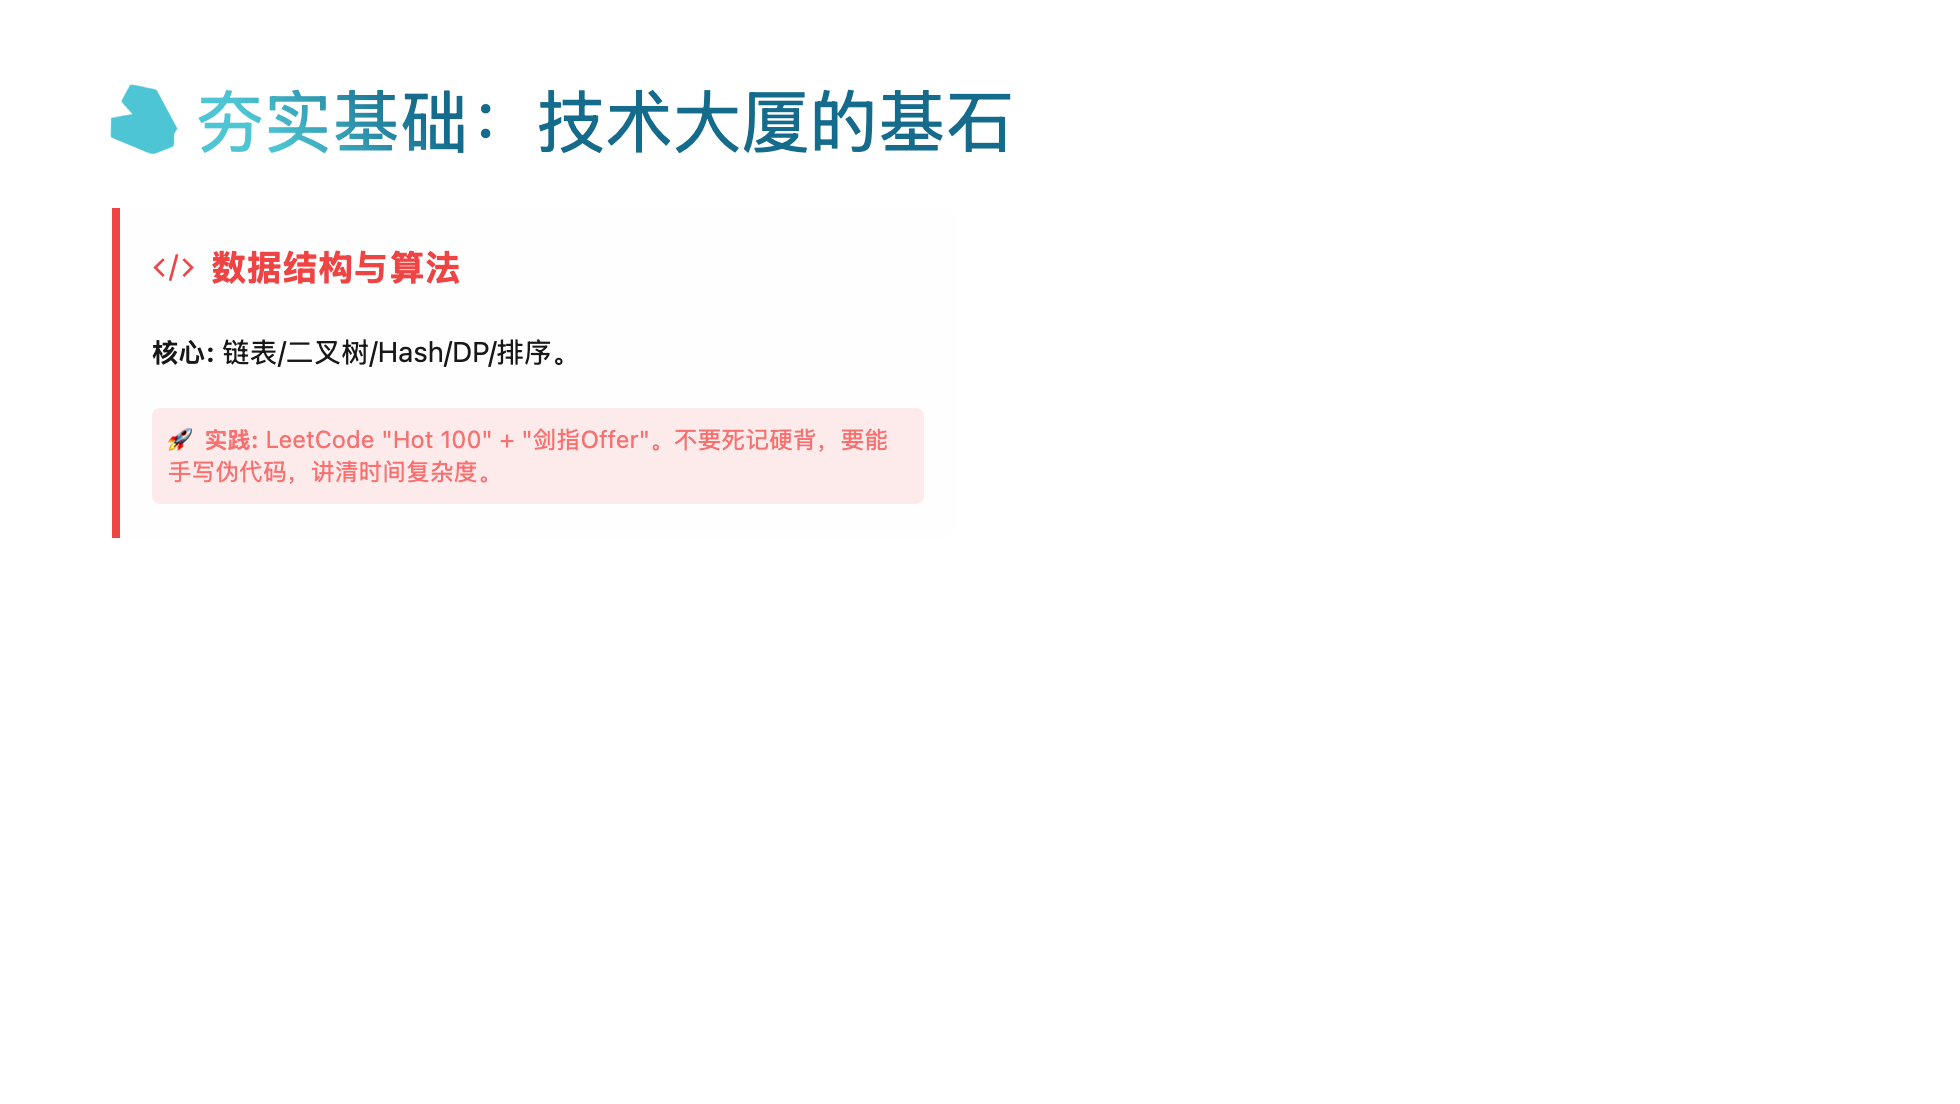 夯实基础：技术大厦的基石
</> 数据结构与算法
核心: 链表/二叉树/Hash/DP/排序。
🚀 实践: LeetCode "Hot 100" + "剑指Offer"。不要死记硬背，要能
手写伪代码，讲清时间复杂度。